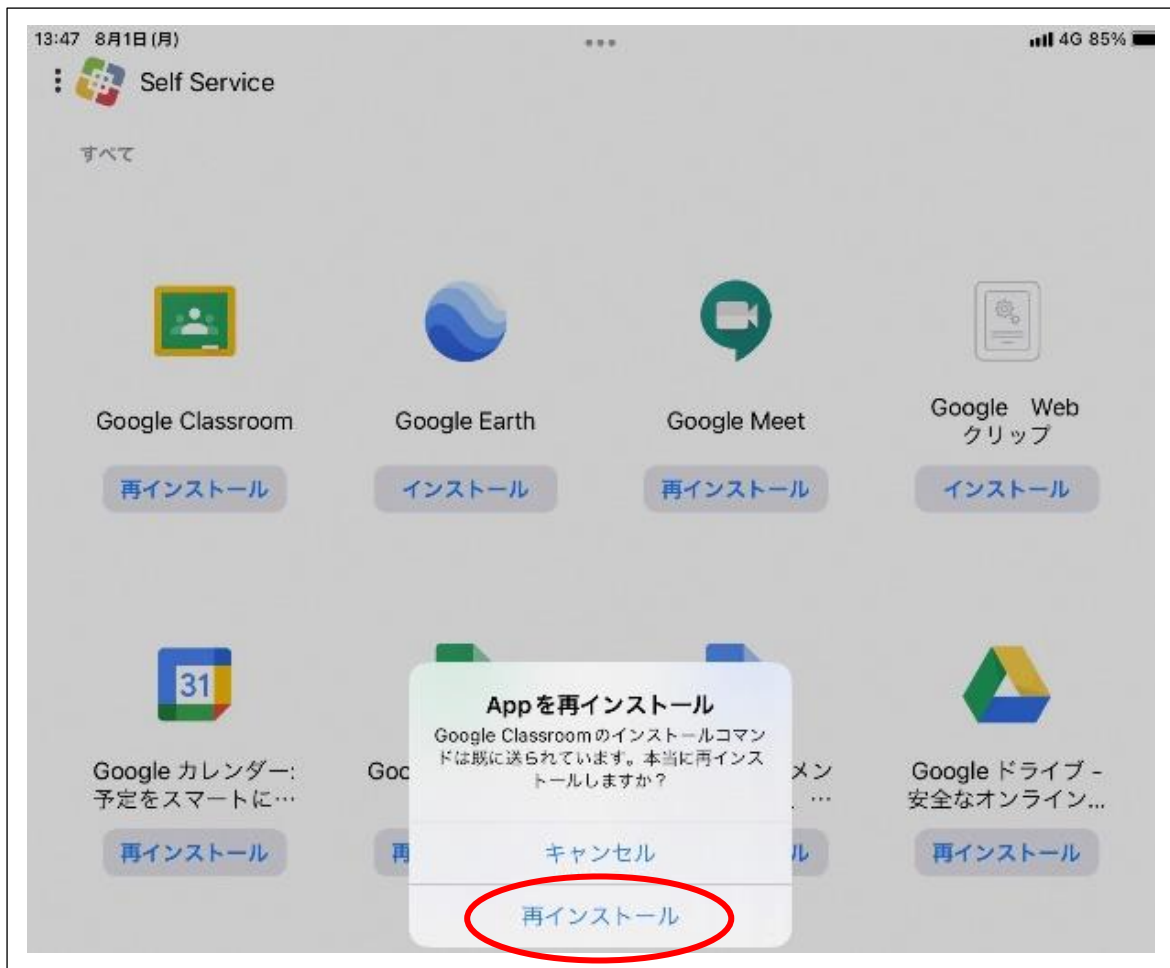 13:47 8月1日(月)
4G 85%
Self Service
すべて
Google Classroom
Google Earth
Google Meet
Google　Web
クリップ
再インストール
インストール
再インストール
インストール
31
Google カレンダー:
予定をスマートに…
Goo
メン
…
Google ドライブ -
安全なオンライン...
再インストール
再
ル
再インストール
Appを再インストール
Google Classroomのインストールコマン
ドは既に送られています。本当に再インス
トールしますか？
キャンセル
再インストール